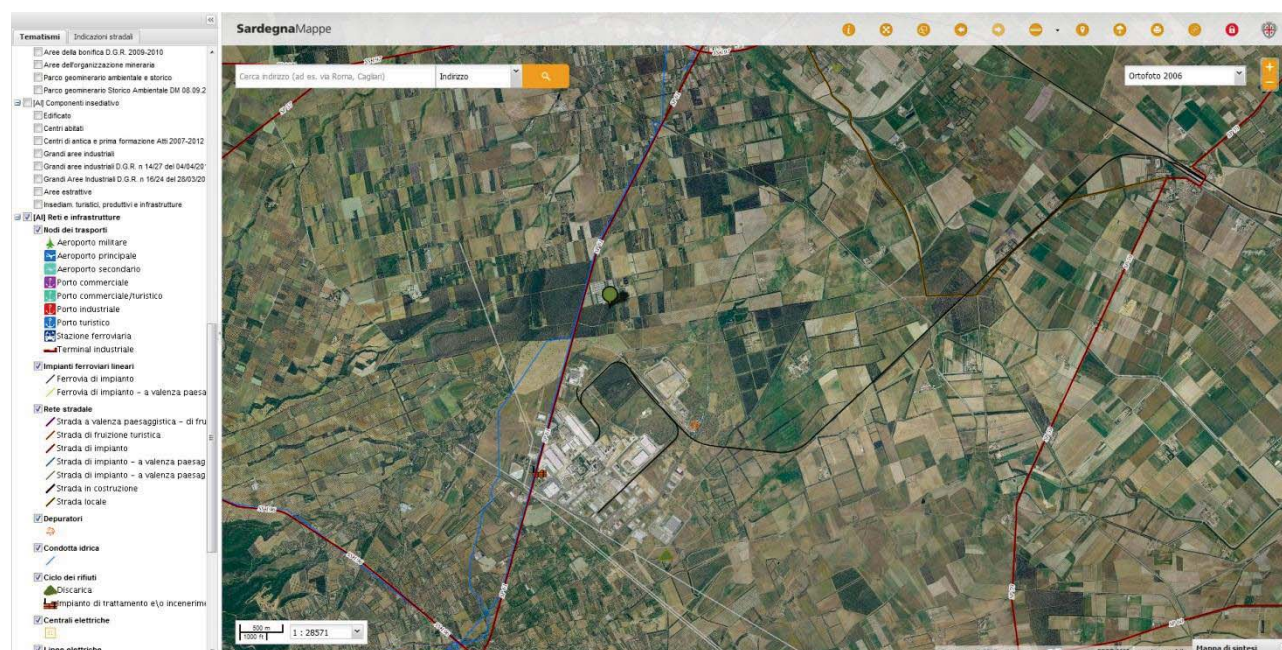 Tematismi
Indicazioni stradali
Aree della bonifica D.G.R. 2009-2010
Aree dell'organizzazione mineraria
Parco geominerario ambientale e storico
Parco geominerario Storico Ambientale DM 08.09.2
[AI] Componenti insediativo
Edificato
Centri abitati
Centri di antica e prima formazione Atti 2007-2012
Grandi aree industriali
Grandi aree industriali D.G.R. n 14/27 del 04/04/20
Grandi Aree Industriali D.G.R. n 16/24 del 28/03/20
Aree estrattive
Insediam. turistici, produttivi e infrastrutture
[AI] Reti e infrastrutture
Nodi dei trasporti
Aeroporto militare
Aeroporto principale
Aeroporto secondario
Porto commerciale
Porto commerciale/turistico
Porto industriale
Porto turistico
Stazione ferroviaria
Terminal industriale
Impianti ferroviari lineari
Ferrovia di impianto
Ferrovia di impianto - a valenza paesa
Rete stradale
Strada a valenza paesaggistica - di fru
Strada di fruizione turistica
Strada di impianto
Strada di impianto - a valenza paesag
Strada di impianto - a valenza paesag
Strada in costruzione
Strada locale
Depuratori
Condotta idrica
Ciclo dei rifiuti
Discarica
Impianto di trattamento e\o incenerime
Centrali elettriche
Linee elettriche
SardegnaMappe
Cerca indirizzo (ad es. via Roma, Cagliari)
Indirizzo
Ortofoto 2006
500 m
1000 ft
1 : 28571
Mappa di sintesi